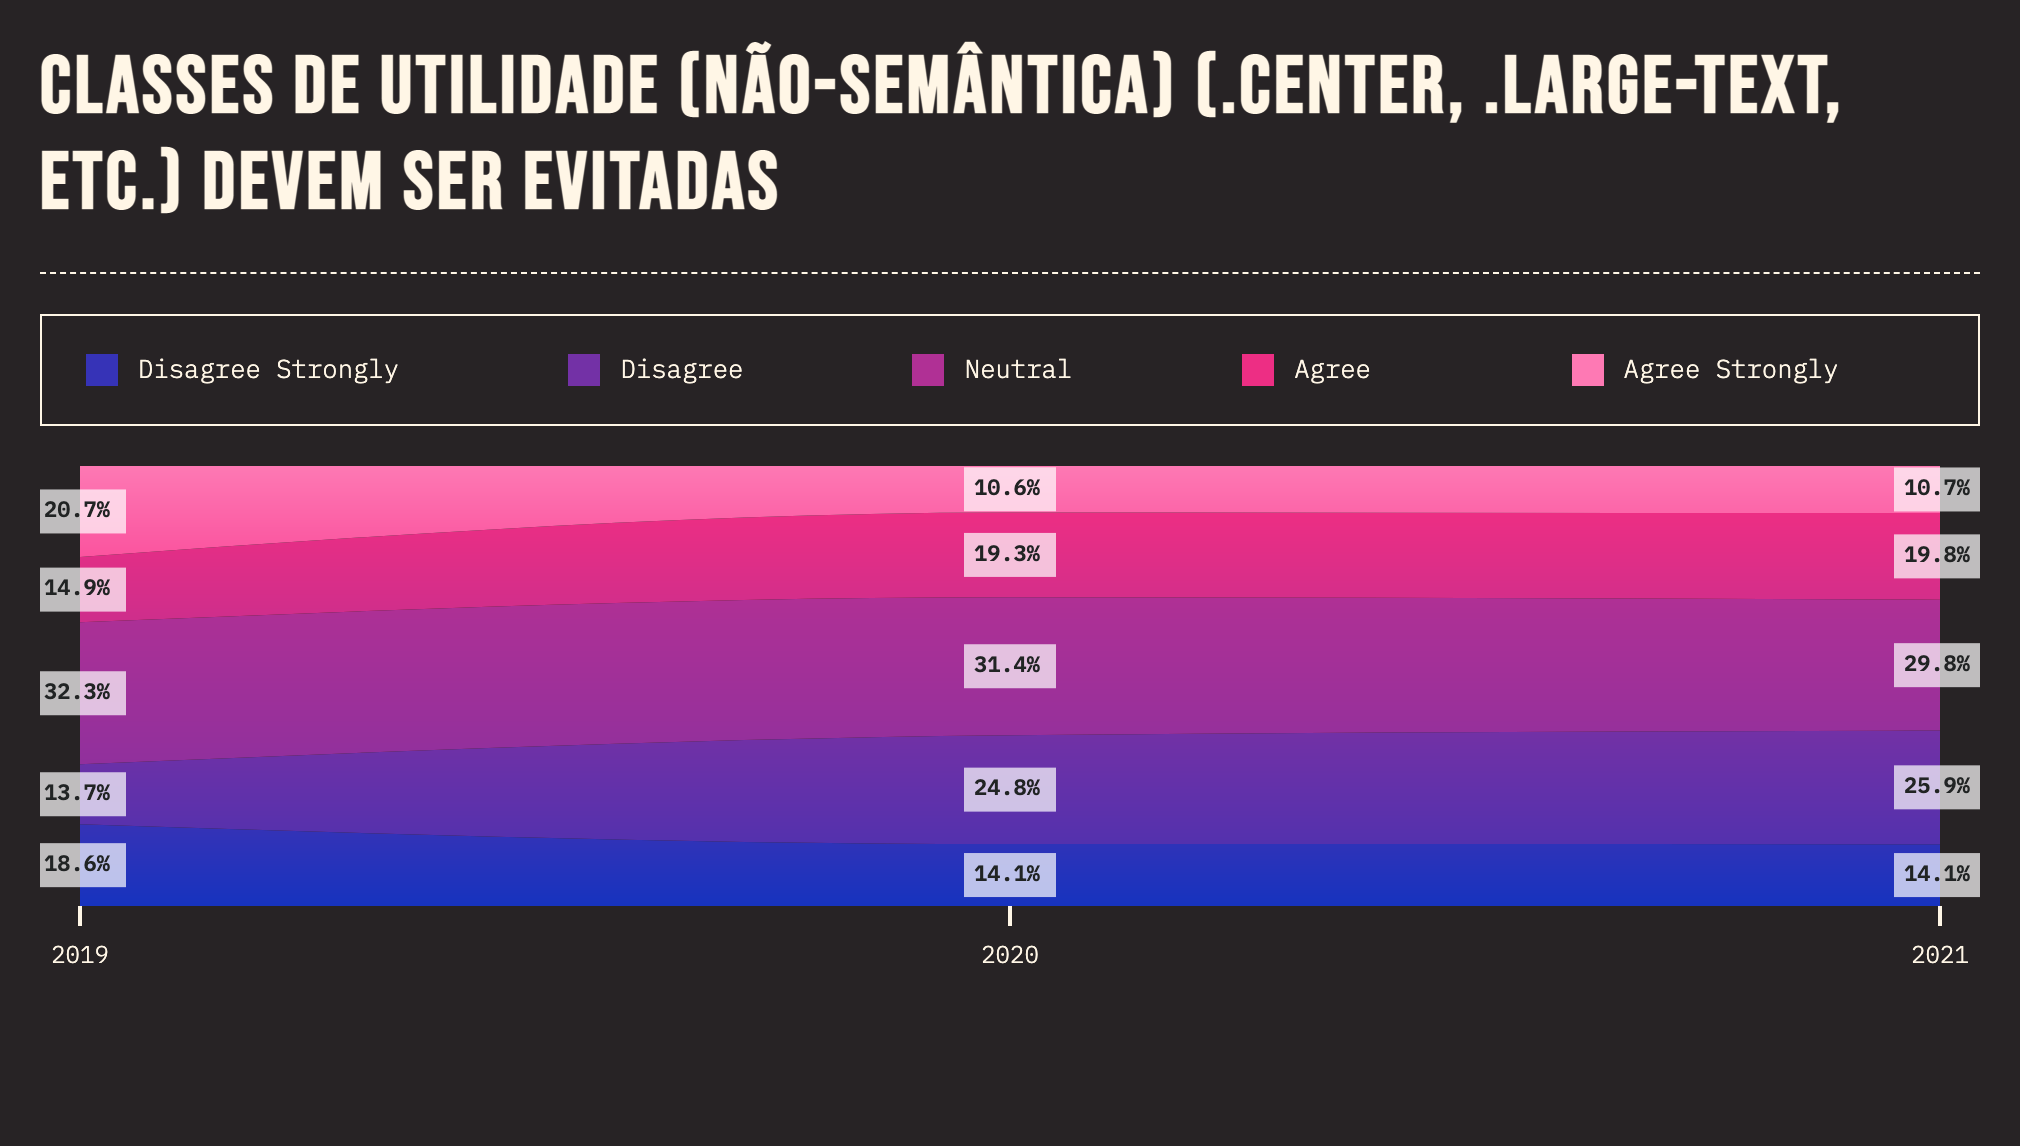 CLASSES DE UTILIDADE (NÃO-SEMÂNTICA) (.CENTER, .LARGE-TEXT,
ETC.) DEVEM SER EVITADAS
Disagree Strongly Disagree Neutral Agree Agree Strongly
20.7% 10.6% 10.7%
14.9% 19.3% 19.8%
32.3% 31.4% 29.8%
13.7% 24.8% 25.9%
18.6% 14.1% 14.1%
2019 2020 2021